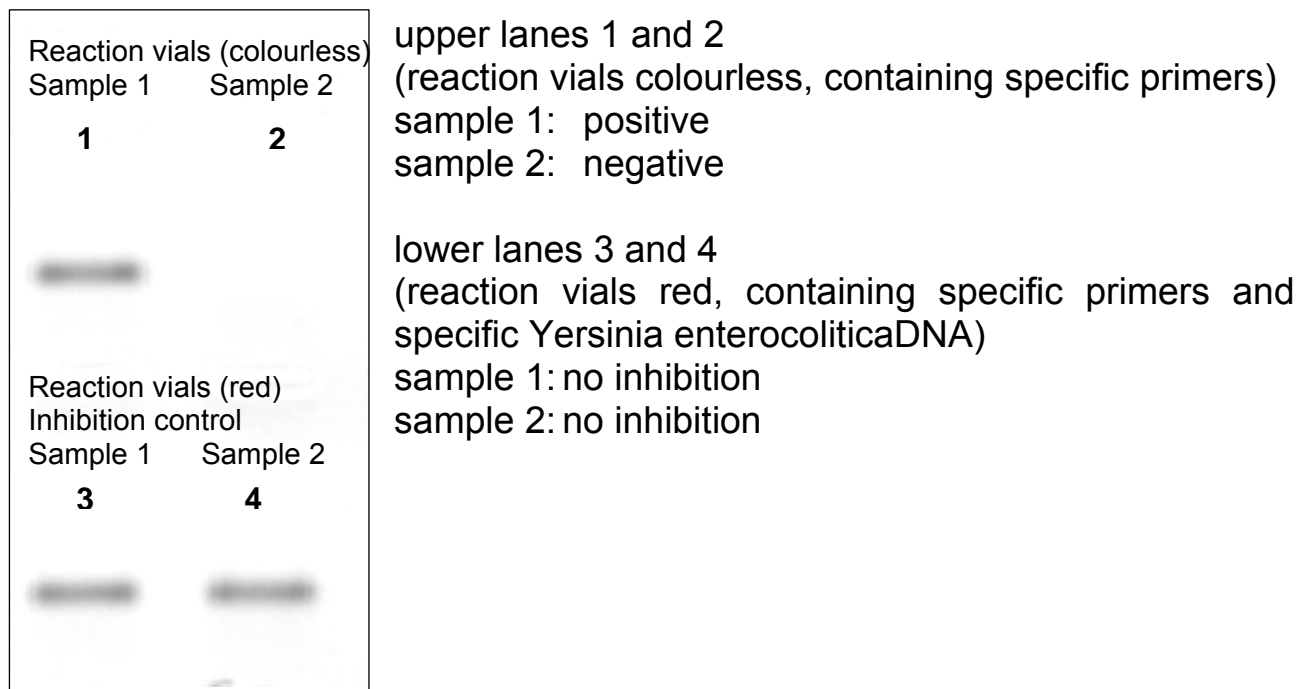 Reaction vials (colourless)
Sample 1 Sample 2
1 2
Reaction vials (red)
Inhibition control
Sample 1 Sample 2
3 4
upper lanes 1 and 2
(reaction vials colourless, containing specific primers)
sample 1: positive
sample 2: negative
lower lanes 3 and 4
(reaction vials red, containing specific primers and
specific Yersinia enterocoliticaDNA)
sample 1: no inhibition
sample 2: no inhibition